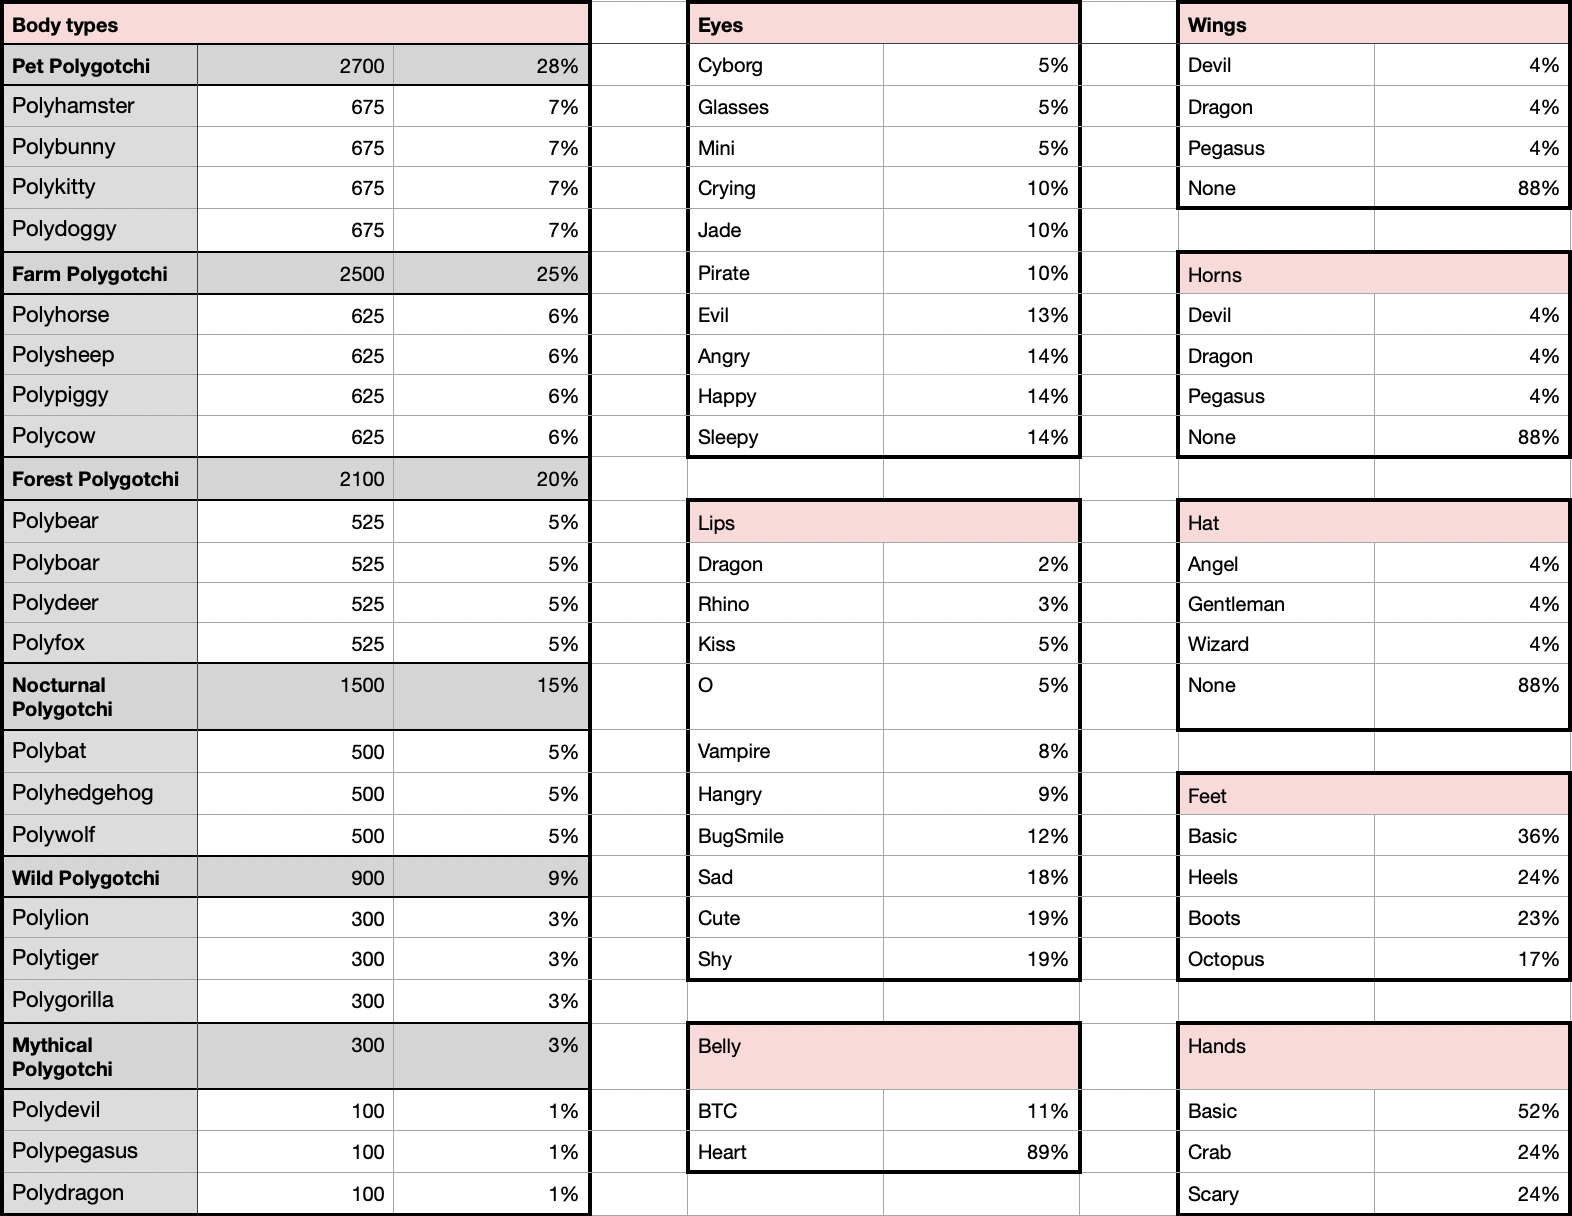 Body types
Pet Polygotchi 2700 28%
Polyhamster 675 7%
Polybunny 675 7%
Polykitty 675 7%
Polydoggy 675 7%
Farm Polygotchi 2500 25%
Polyhorse 625 6%
Polysheep 625 6%
Polypiggy 625 6%
Polycow 625 6%
Forest Polygotchi 2100 20%
Polybear 525 5%
Polyboar 525 5%
Polydeer 525 5%
Polyfox 525 5%
Nocturnal 1500 15%
Polygotchi
Polybat 500 5%
Polyhedgehog 500 5%
Polywolf 500 5%
Wild Polygotchi 900 9%
Polylion 300 3%
Polytiger 300 3%
Polygorilla 300 3%
Mythical 300 3%
Polygotchi
Polydevil 100 1%
Polypegasus 100 1%
Polydragon 100 1%
Eyes
Cyborg 5%
Glasses 5%
Mini 5%
Crying 10%
Jade 10%
Pirate 10%
Evil 13%
Angry 14%
Happy 14%
Sleepy 14%
Lips
Dragon 2%
Rhino 3%
Kiss 5%
O 5%
Vampire 8%
Hangry 9%
BugSmile 12%
Sad 18%
Cute 19%
Shy 19%
Belly
BTC 11%
Heart 89%
Wings
Devil 4%
Dragon 4%
Pegasus 4%
None 88%
Horns
Devil 4%
Dragon 4%
Pegasus 4%
None 88%
Hat
Angel 4%
Gentleman 4%
Wizard 4%
None 88%
Feet
Basic 36%
Heels 24%
Boots 23%
Octopus 17%
Hands
Basic 52%
Crab 24%
Scary 24%